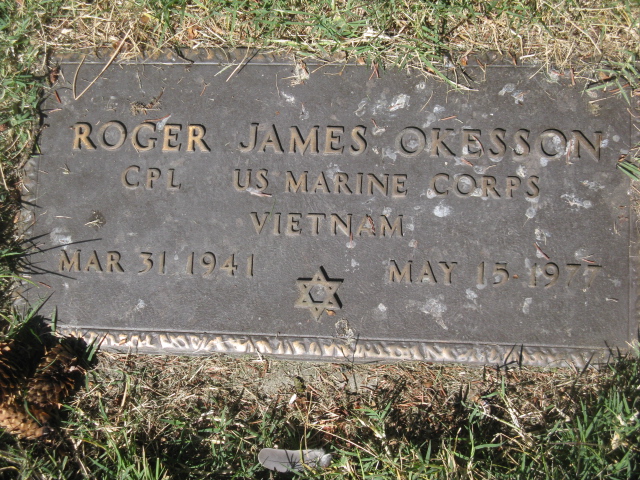 ROGER JAMES OKESSON
CPL US MARINE CORPS
VIETNAM
MAR 31 1941 MAY 15 1977